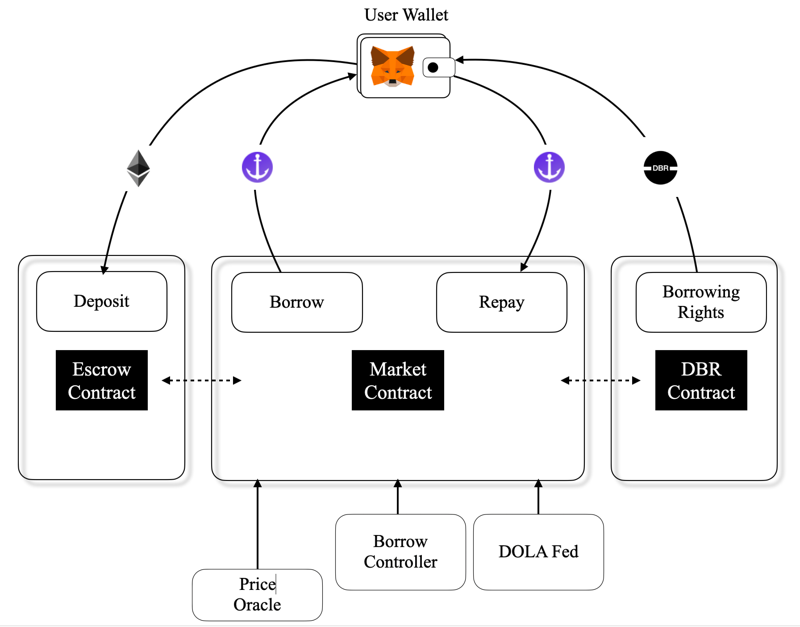 User Wallet
DBR
Deposit
Borrow
Repay
Borrowing
Rights
Escrow
Contract
Market
Contract
DBR
Contract
Borrow
Controller
DOLA Fed
Price
Oracle